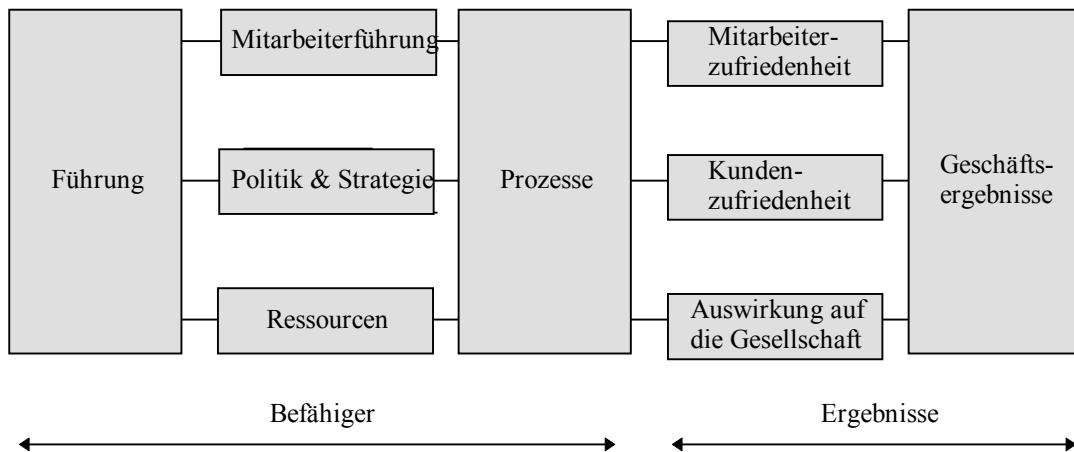 Führung
Mitarbeiterführung
Politik & Strategie
Ressourcen
Prozesse
Mitarbeiter-
zufriedenheit
Kunden-
zufriedenheit
Auswirkung auf
die Gesellschaft
Geschäfts-
ergebnisse
Befähiger
Ergebnisse